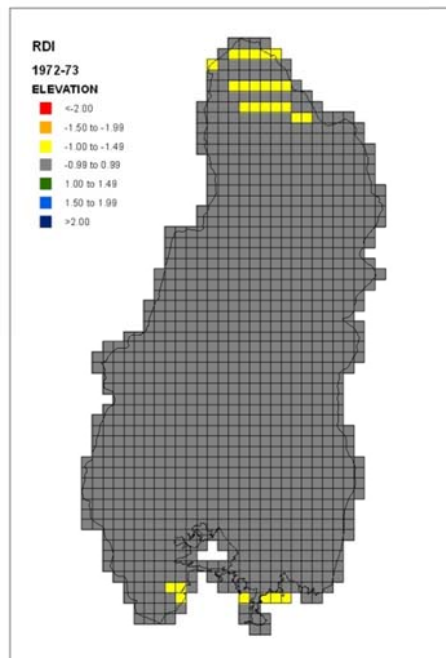 RDI
1972-73
ELEVATION
<-2.00
-1.50 to -1.99
-1.00 to -1.49
-0.99 to 0.99
1.00 to 1.49
1.50 to 1.99
>2.00